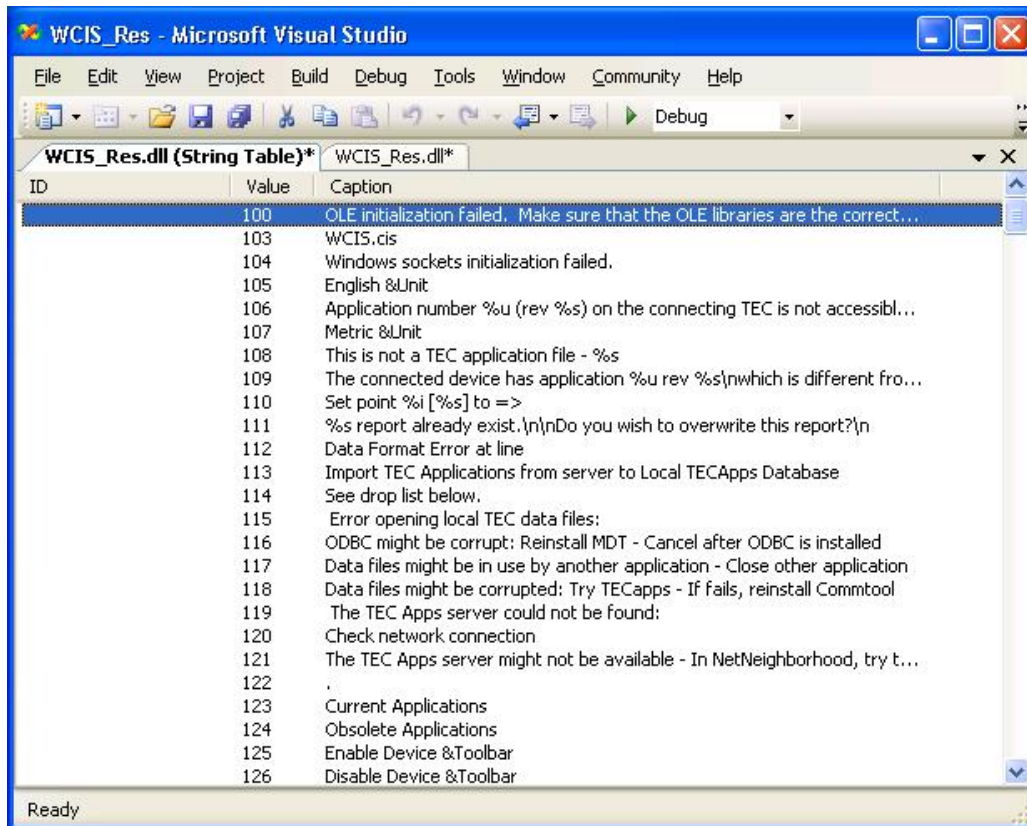 WCIS_Res - Microsoft Visual Studio
File Edit View Project Build Debug Tools Window Community Help
Debug
WCIS_Res.dll (String Table)* WCIS_Res.dll*
ID Value Caption
100 OLE initialization failed.  Make sure that the OLE libraries are the correct...
103 WCIS.cis
104 Windows sockets initialization failed.
105 English &Unit
106 Application number %u (rev %s) on the connecting TEC is not accessibl...
107 Metric &Unit
108 This is not a TEC application file - %s
109 The connected device has application %u rev %s\nwhich is different fro...
110 Set point %i [%s] to =>
111 %s report already exist.\n\nDo you wish to overwrite this report?\n
112 Data Format Error at line
113 Import TEC Applications from server to Local TECApps Database
114 See drop list below.
115 Error opening local TEC data files:
116 ODBC might be corrupt: Reinstall MDT - Cancel after ODBC is installed
117 Data files might be in use by another application - Close other application
118 Data files might be corrupted: Try TECapps - If fails, reinstall Commtool
119 The TEC Apps server could not be found:
120 Check network connection
121 The TEC Apps server might not be available - In NetNeighborhood, try t...
122 .
123 Current Applications
124 Obsolete Applications
125 Enable Device &Toolbar
126 Disable Device &Toolbar
Ready